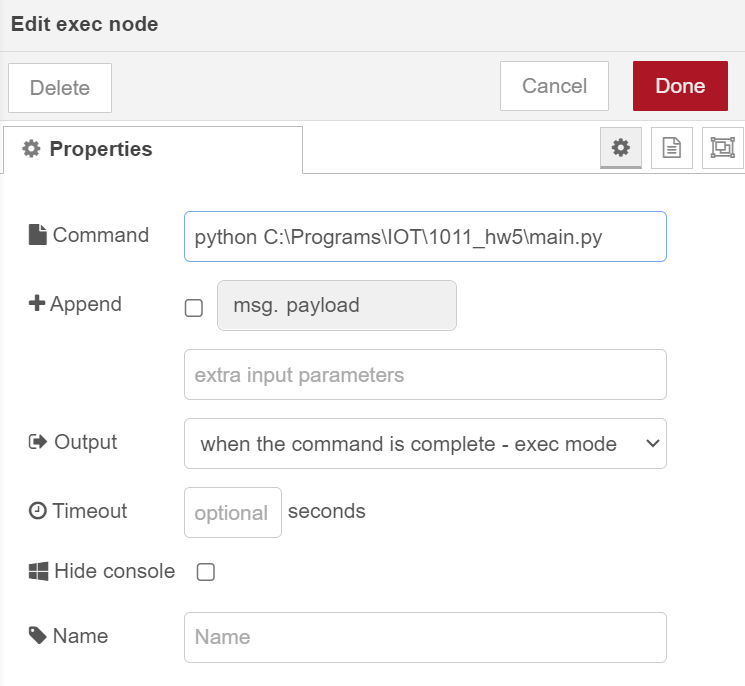 Edit exec node
Delete
Cancel
Done
Properties
Command
python C:\Programs\IOT\1011_hw5\main.py
Append
msg. payload
extra input parameters
Output
when the command is complete - exec mode
Timeout
optional
seconds
Hide console
Name
Name